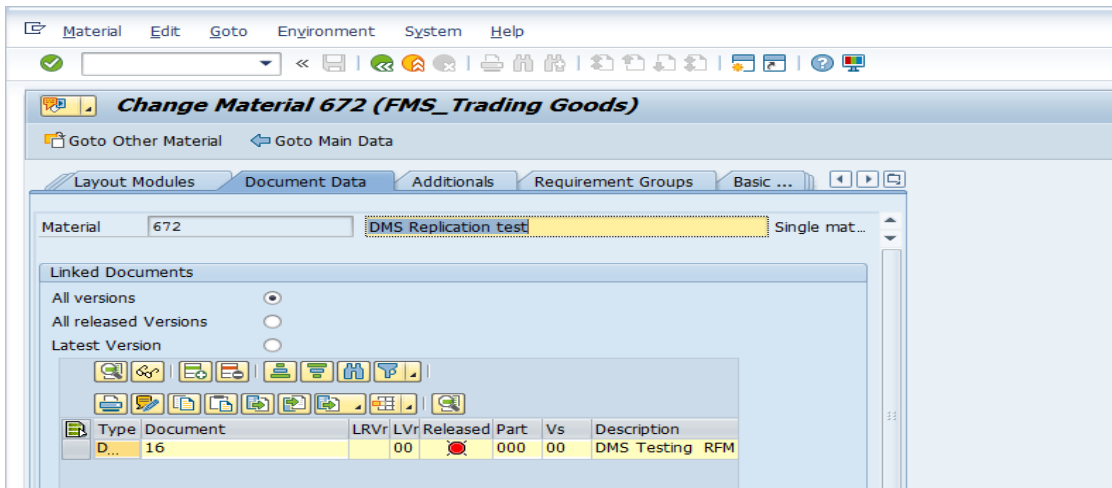 Material Edit Goto Environment System Help
Change Material 672 (FMS_Trading Goods)
Goto Other Material Goto Main Data
Layout Modules Document Data Additionals Requirement Groups Basic ...
Material 672 DMS Replication test Single mat...
Linked Documents
All versions
All released Versions
Latest Version
Type Document LRVr LVr Released Part Vs Description
D... 16 00 000 00 DMS Testing RFM